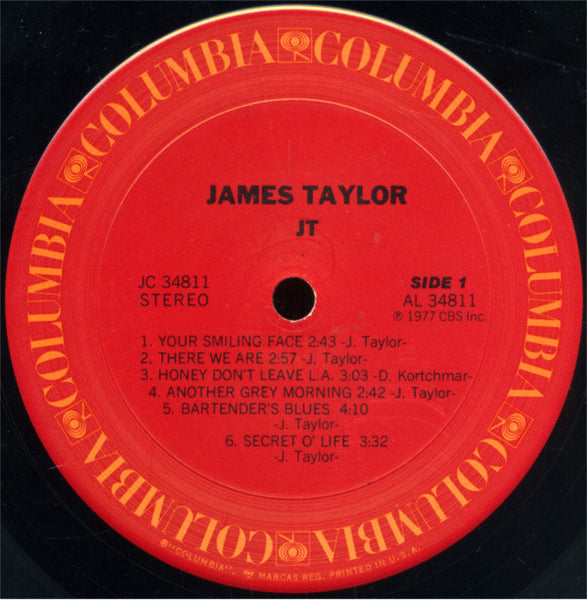 COLUMBIA COLUMBIA COLUMBIA COLUMBIA COLUMBIA COLUMBIA
JAMES TAYLOR
JT
JC 34811
STEREO
SIDE 1
AL 34811
℗ 1977 CBS Inc.
1. YOUR SMILING FACE 2:43 -J. Taylor-
2. THERE WE ARE 2:57 -J. Taylor-
3. HONEY DON'T LEAVE L.A. 3:03 -D. Kortchmar-
4. ANOTHER GREY MORNING 2:42 -J. Taylor-
5. BARTENDER'S BLUES 4:10
-J. Taylor-
6. SECRET O' LIFE 3:32
-J. Taylor-
®"COLUMBIA", MARCAS REG. PRINTED IN U.S.A.